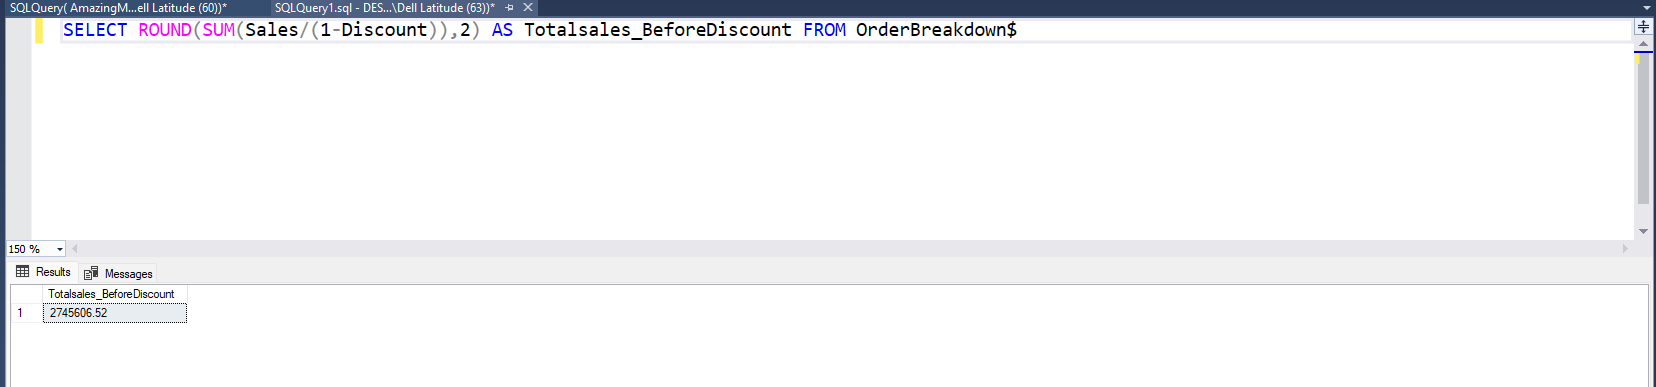 SQLQuery( AmazingM...ell Latitude (60))* SQLQuery1.sql - DES...\Dell Latitude (63))*
SELECT ROUND(SUM(Sales/(1-Discount)),2) AS Totalsales_BeforeDiscount FROM OrderBreakdown$
150 %
Results Messages
Totalsales_BeforeDiscount
1 2745606.52